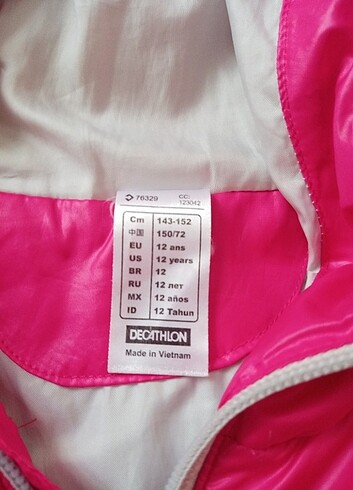 76329 CC: 123042
Cm 143-152
中国 150/72
EU 12 ans
US 12 years
BR 12
RU 12 лет
MX 12 años
ID 12 Tahun
DECATHLON
Made in Vietnam